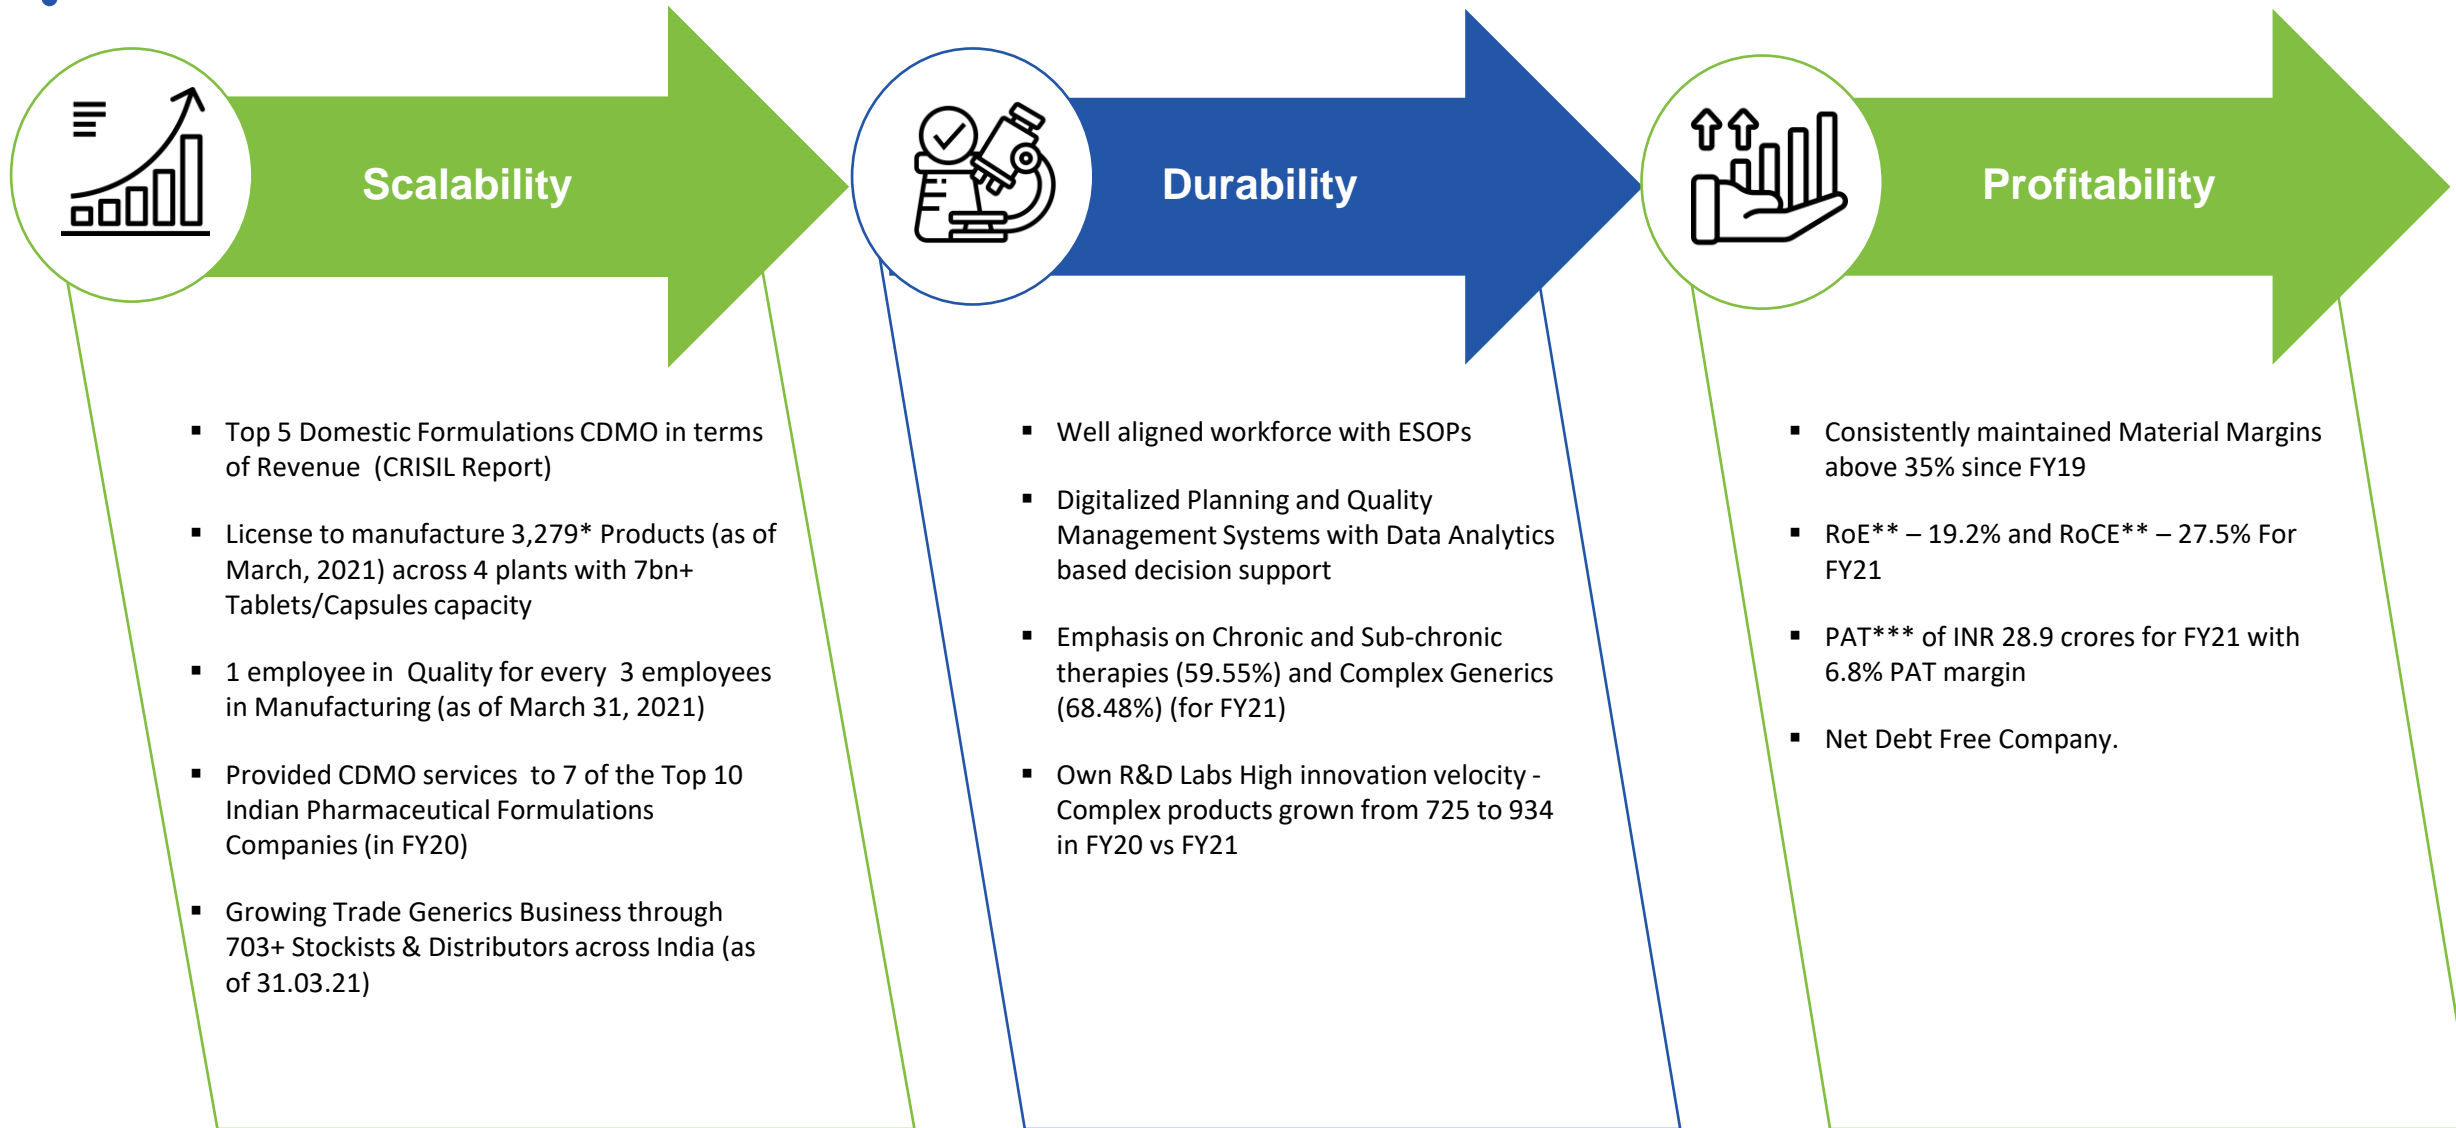 Scalability
▪ Top 5 Domestic Formulations CDMO in terms
of Revenue (CRISIL Report)
▪ License to manufacture 3,279* Products (as of
March, 2021) across 4 plants with 7bn+
Tablets/Capsules capacity
▪ 1 employee in Quality for every 3 employees
in Manufacturing (as of March 31, 2021)
▪ Provided CDMO services to 7 of the Top 10
Indian Pharmaceutical Formulations
Companies (in FY20)
▪ Growing Trade Generics Business through
703+ Stockists & Distributors across India (as
of 31.03.21)
Durability
▪ Well aligned workforce with ESOPs
▪ Digitalized Planning and Quality
Management Systems with Data Analytics
based decision support
▪ Emphasis on Chronic and Sub-chronic
therapies (59.55%) and Complex Generics
(68.48%) (for FY21)
▪ Own R&D Labs High innovation velocity -
Complex products grown from 725 to 934
in FY20 vs FY21
Profitability
▪ Consistently maintained Material Margins
above 35% since FY19
▪ RoE** – 19.2% and RoCE** – 27.5% For
FY21
▪ PAT*** of INR 28.9 crores for FY21 with
6.8% PAT margin
▪ Net Debt Free Company.